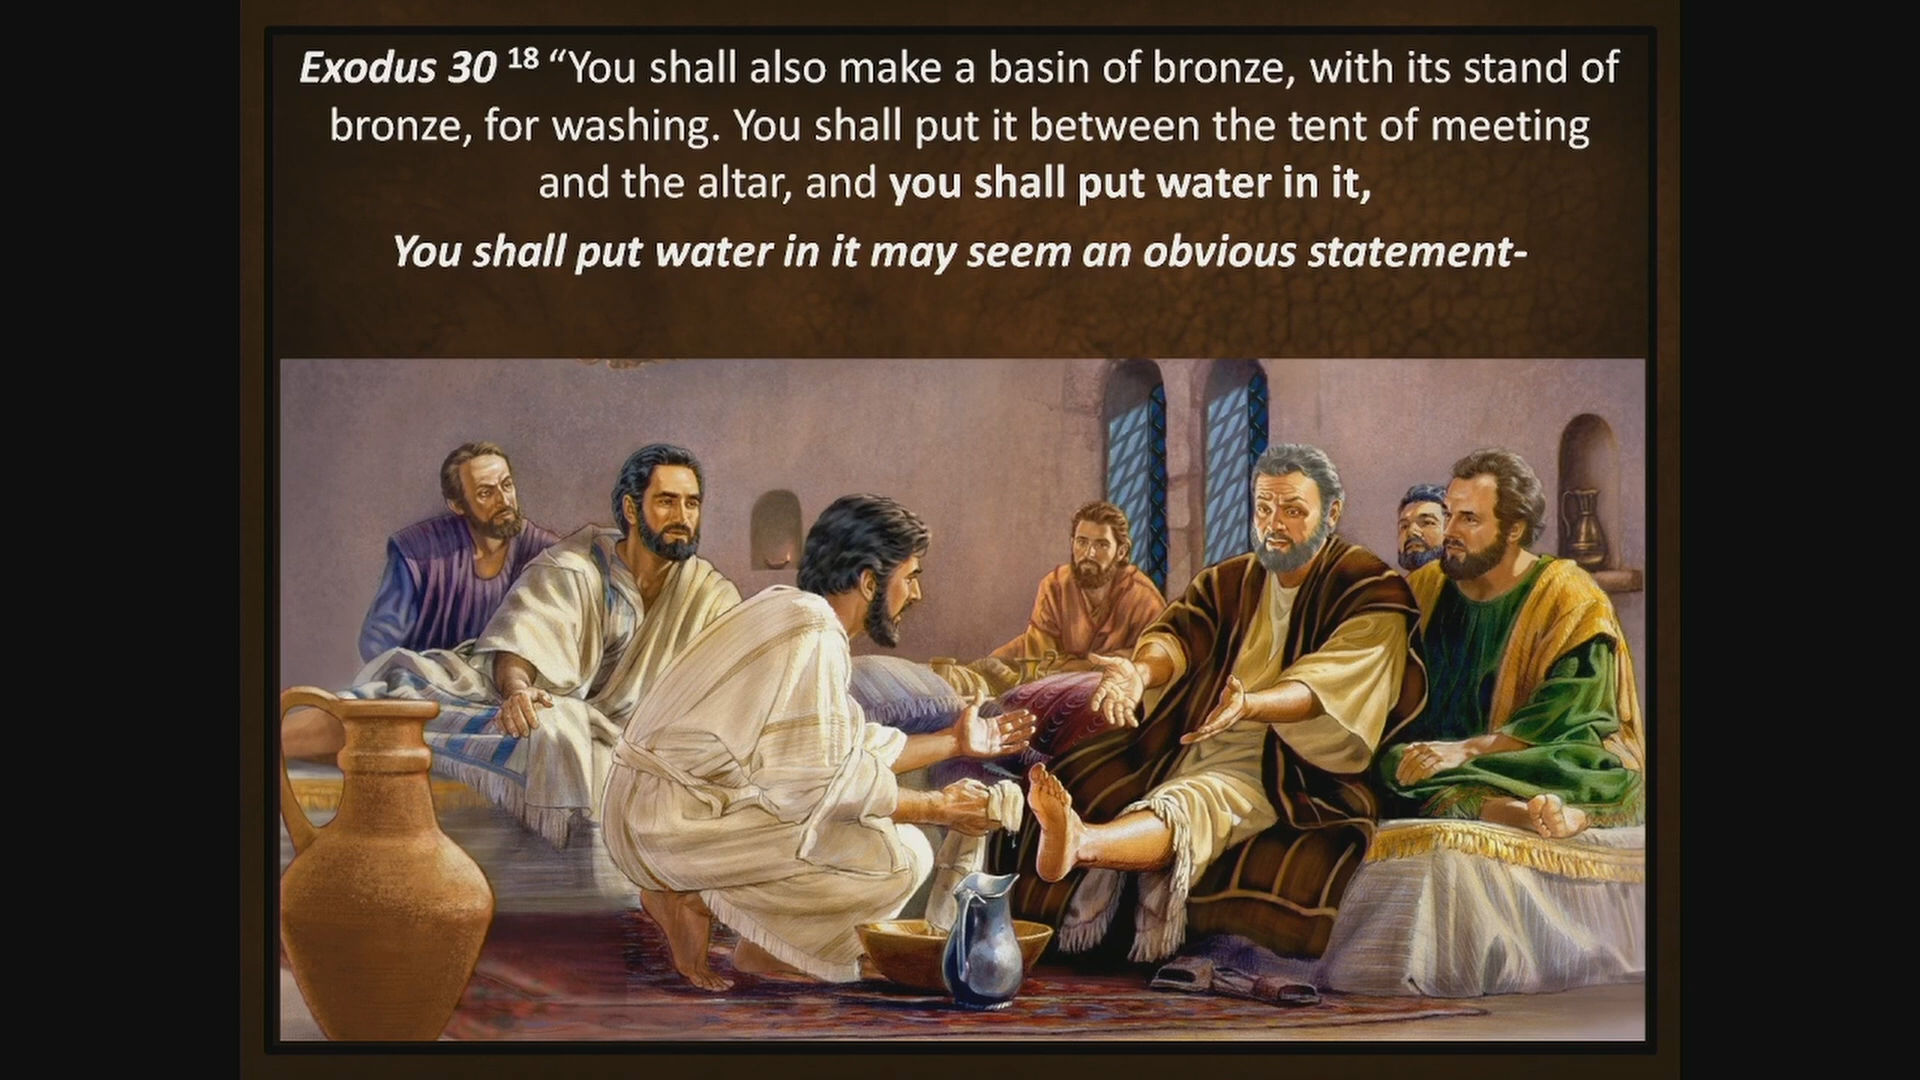 Exodus 30 18 “You shall also make a basin of bronze, with its stand of
bronze, for washing. You shall put it between the tent of meeting
and the altar, and you shall put water in it,
You shall put water in it may seem an obvious statement-